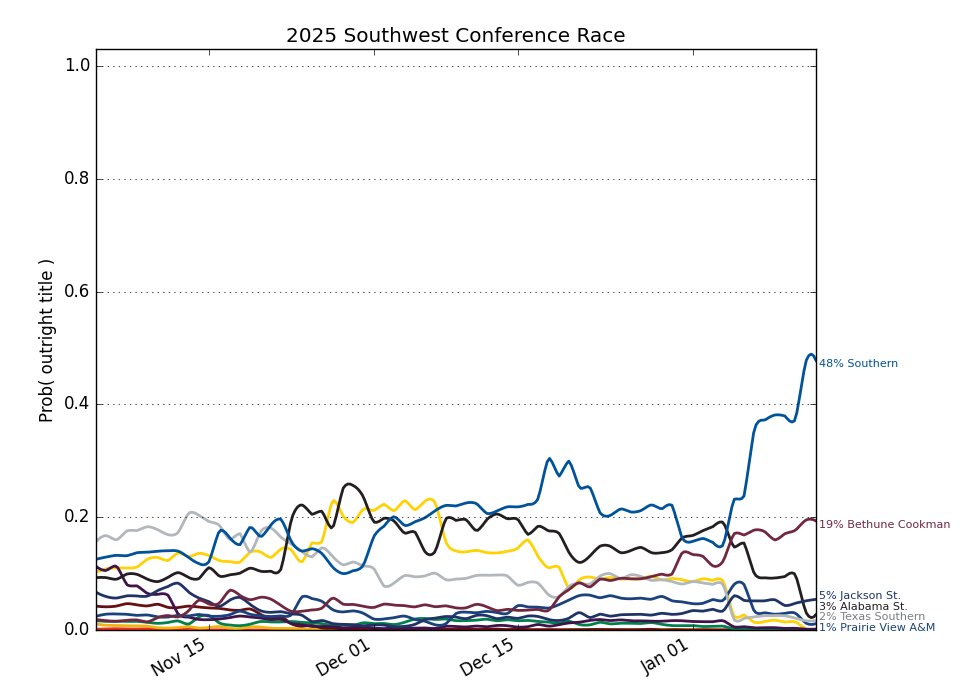 2025 Southwest Conference Race
1.0
0.8
0.6
0.4
0.2
0.0
Prob( outright title )
48% Southern
19% Bethune Cookman
5% Jackson St.
3% Alabama St.
2% Texas Southern
1% Prairie View A&M
Nov 15
Dec 01
Dec 15
Jan 01